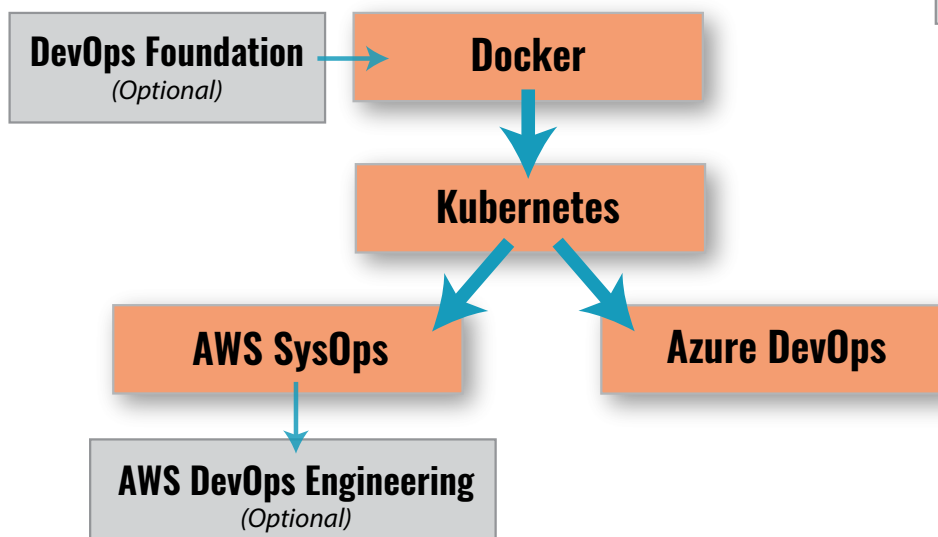 DevOps Foundation
(Optional)
Docker
Kubernetes
AWS SysOps
Azure DevOps
AWS DevOps Engineering
(Optional)